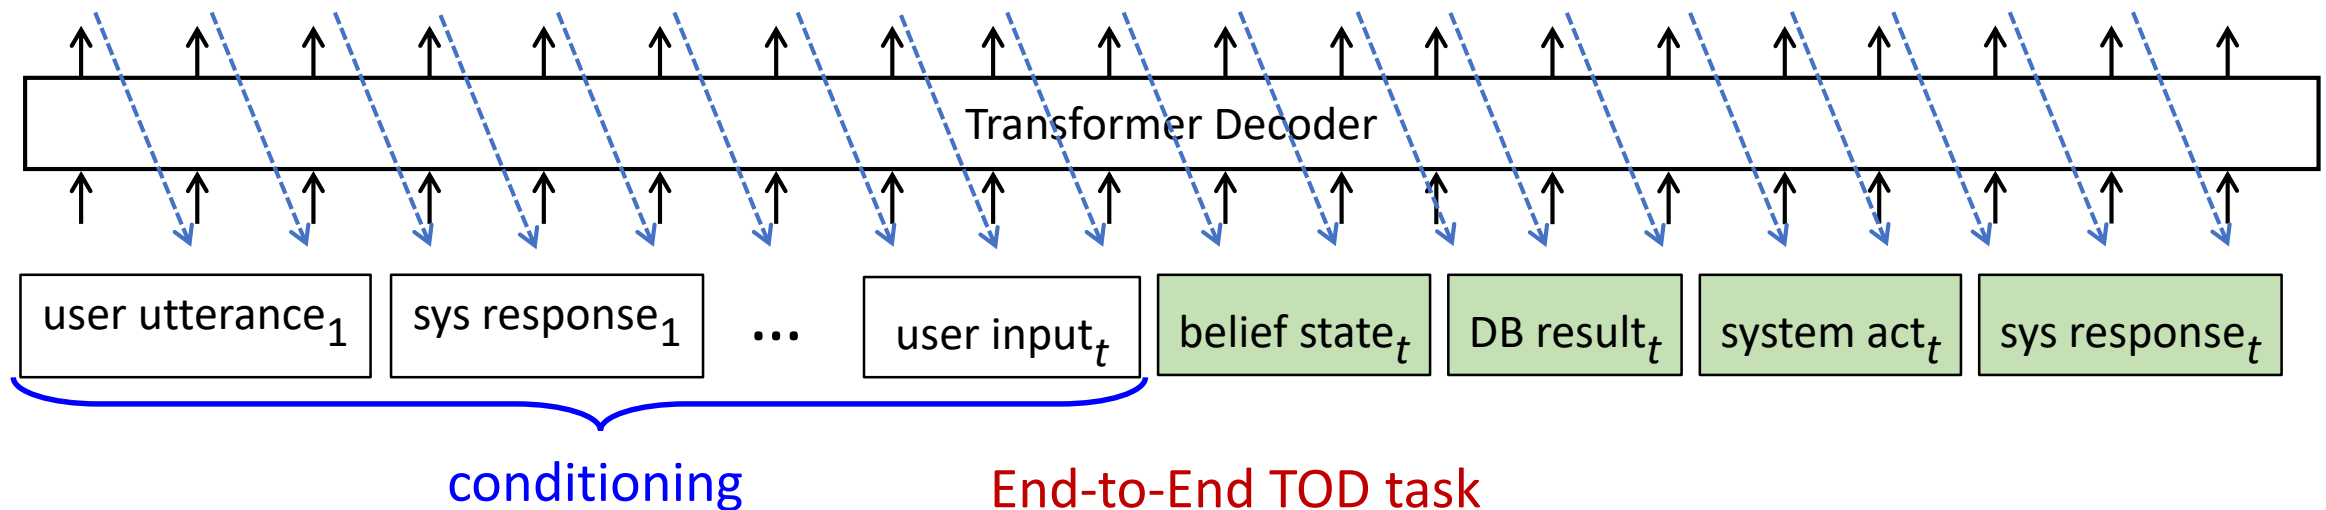 Transformer Decoder
user utterance₁ sys response₁ ... user inputₜ belief stateₜ DB resultₜ system actₜ sys responseₜ
conditioning End-to-End TOD task